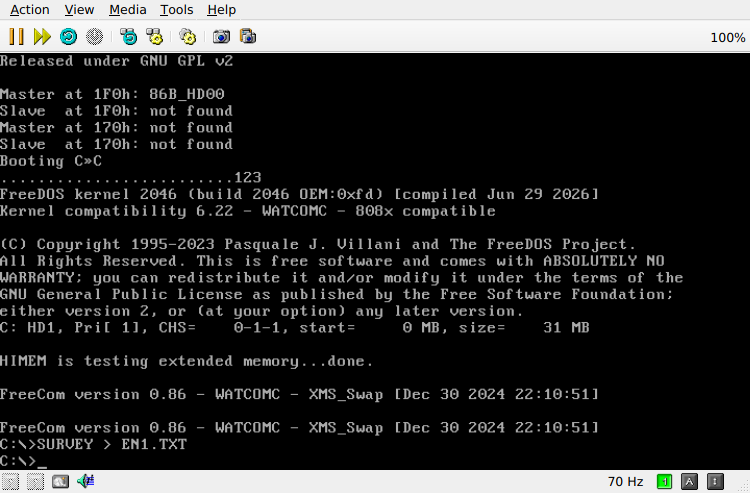 Action View Media Tools Help
100%
Released under GNU GPL v2
Master at 1F0h: 86B_HD00
Slave  at 1F0h: not found
Master at 170h: not found
Slave  at 170h: not found
Booting C»C
.........................123
FreeDOS kernel 2046 (build 2046 OEM:0xfd) [compiled Jun 29 2026]
Kernel compatibility 6.22 - WATCOMC - 808x compatible
(C) Copyright 1995-2023 Pasquale J. Villani and The FreeDOS Project.
All Rights Reserved. This is free software and comes with ABSOLUTELY NO
WARRANTY; you can redistribute it and/or modify it under the terms of the
GNU General Public License as published by the Free Software Foundation;
either version 2, or (at your option) any later version.
C: HD1, Pri[ 1], CHS=    0-1-1, start=     0 MB, size=    31 MB
HIMEM is testing extended memory...done.
FreeCom version 0.86 - WATCOMC - XMS_Swap [Dec 30 2024 22:10:51]
FreeCom version 0.86 - WATCOMC - XMS_Swap [Dec 30 2024 22:10:51]
C:\>SURVEY > EN1.TXT
C:\>_
70 Hz A